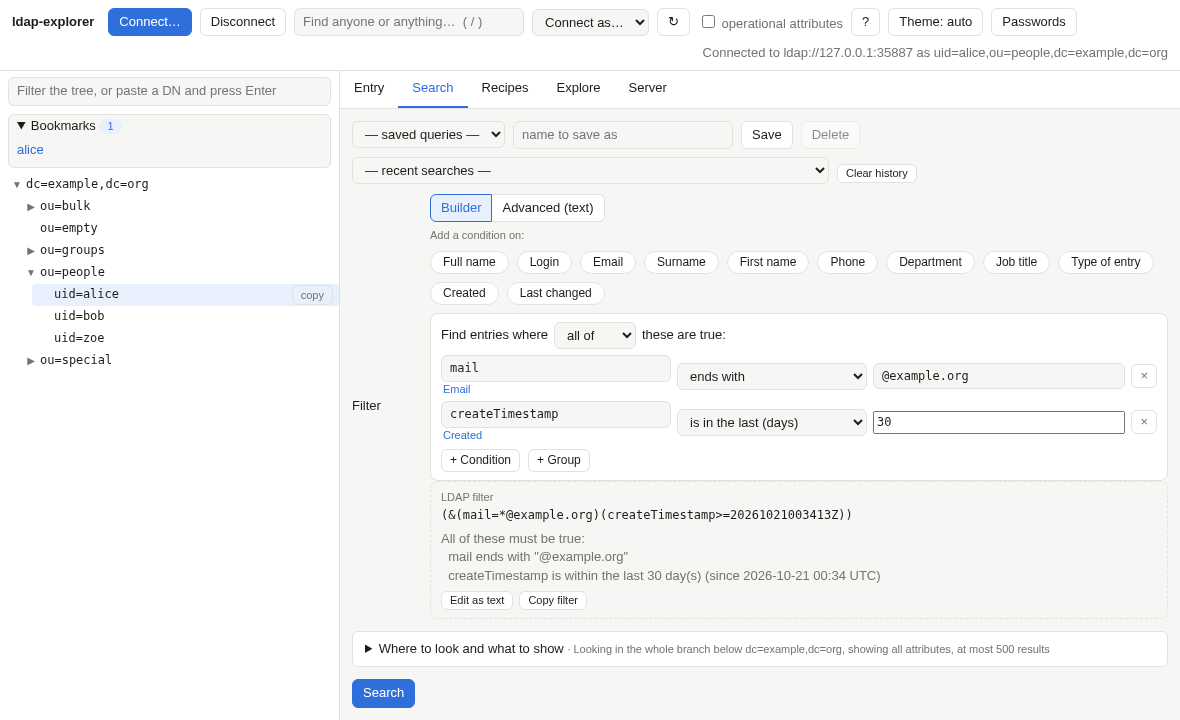 ldap-explorer Connect… Disconnect Find anyone or anything… ( / ) Connect as… ↻ operational attributes ? Theme: auto Passwords
Connected to ldap://127.0.0.1:35887 as uid=alice,ou=people,dc=example,dc=org
Filter the tree, or paste a DN and press Enter
▼ Bookmarks 1
alice
▼ dc=example,dc=org
▶ ou=bulk
ou=empty
▶ ou=groups
▼ ou=people
uid=alice copy
uid=bob
uid=zoe
▶ ou=special
Entry Search Recipes Explore Server
— saved queries — name to save as Save Delete
— recent searches — Clear history
Builder Advanced (text)
Add a condition on:
Full name Login Email Surname First name Phone Department Job title Type of entry
Created Last changed
Find entries where all of these are true:
mail ends with @example.org ×
Email
Filter
createTimestamp is in the last (days) 30 ×
Created
+ Condition + Group
LDAP filter
(&(mail=*@example.org)(createTimestamp>=20261021003413Z))
All of these must be true:
mail ends with "@example.org"
createTimestamp is within the last 30 day(s) (since 2026-10-21 00:34 UTC)
Edit as text Copy filter
▶ Where to look and what to show · Looking in the whole branch below dc=example,dc=org, showing all attributes, at most 500 results
Search